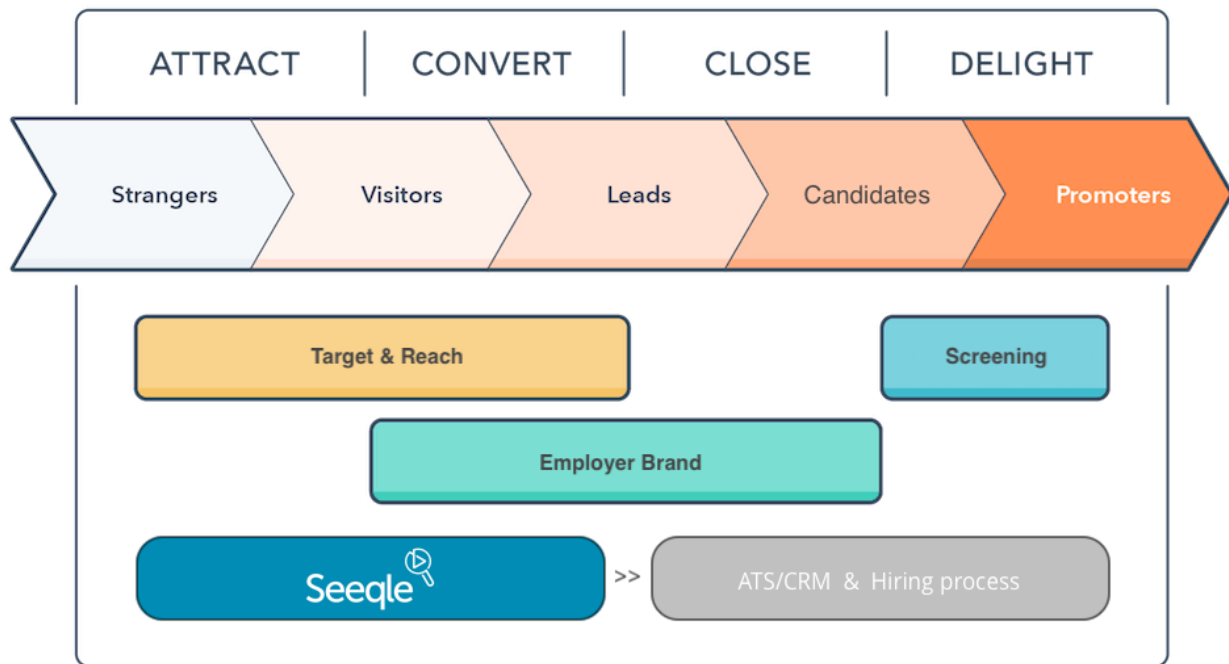 ATTRACT
CONVERT
CLOSE
DELIGHT
Strangers
Visitors
Leads
Candidates
Promoters
Target & Reach
Screening
Employer Brand
Seeqle
>>
ATS/CRM & Hiring process